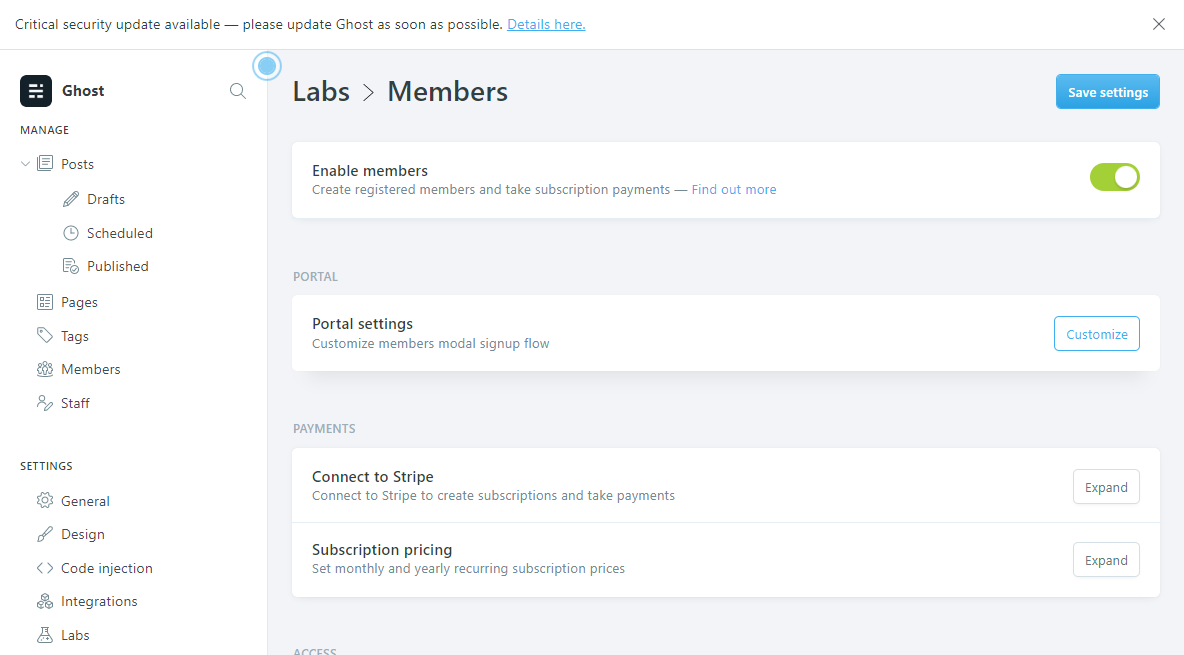 Critical security update available — please update Ghost as soon as possible. Details here.
Ghost
MANAGE
Posts
Drafts
Scheduled
Published
Pages
Tags
Members
Staff
SETTINGS
General
Design
Code injection
Integrations
Labs
Labs > Members
Save settings
Enable members
Create registered members and take subscription payments — Find out more
PORTAL
Portal settings
Customize members modal signup flow
Customize
PAYMENTS
Connect to Stripe
Connect to Stripe to create subscriptions and take payments
Expand
Subscription pricing
Set monthly and yearly recurring subscription prices
Expand
ACCESS